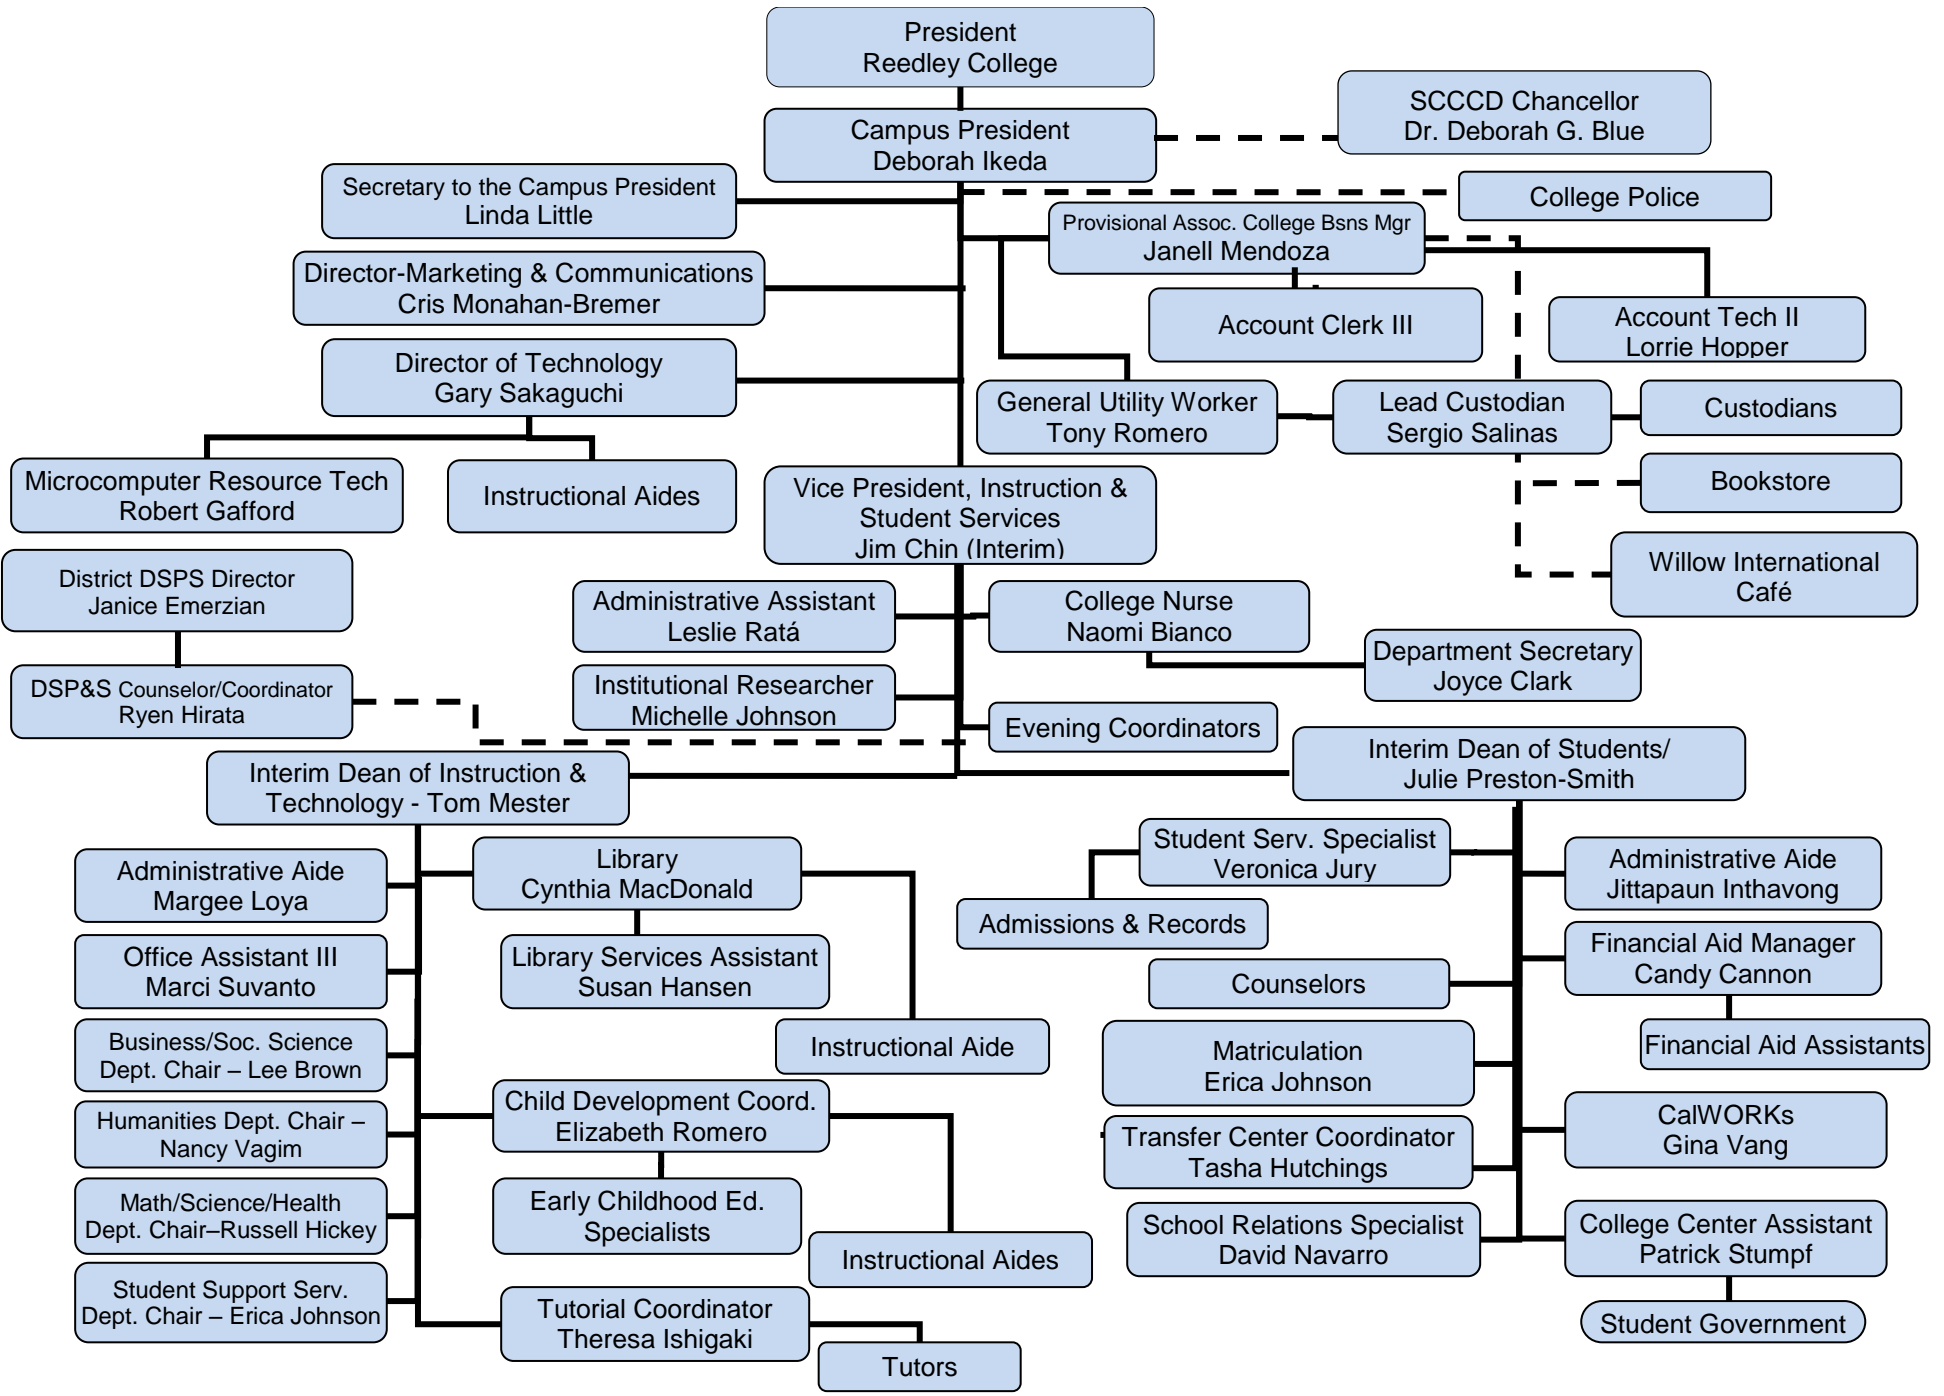 President
Reedley College
SCCCD Chancellor
Dr. Deborah G. Blue
Campus President
Deborah Ikeda
Secretary to the Campus President
Linda Little
College Police
Provisional Assoc. College Bsns Mgr
Janell Mendoza
Director-Marketing & Communications
Cris Monahan-Bremer
Account Clerk III
Account Tech II
Lorrie Hopper
Director of Technology
Gary Sakaguchi
General Utility Worker
Tony Romero
Lead Custodian
Sergio Salinas
Custodians
Microcomputer Resource Tech
Robert Gafford
Instructional Aides
Vice President, Instruction &
Student Services
Jim Chin (Interim)
Bookstore
Willow International
Café
District DSPS Director
Janice Emerzian
Administrative Assistant
Leslie Ratá
College Nurse
Naomi Bianco
Department Secretary
Joyce Clark
DSP&S Counselor/Coordinator
Ryen Hirata
Institutional Researcher
Michelle Johnson
Evening Coordinators
Interim Dean of Instruction &
Technology - Tom Mester
Interim Dean of Students/
Julie Preston-Smith
Administrative Aide
Margee Loya
Library
Cynthia MacDonald
Student Serv. Specialist
Veronica Jury
Administrative Aide
Jittapaun Inthavong
Admissions & Records
Office Assistant III
Marci Suvanto
Library Services Assistant
Susan Hansen
Financial Aid Manager
Candy Cannon
Counselors
Business/Soc. Science
Dept. Chair – Lee Brown
Instructional Aide
Matriculation
Erica Johnson
Financial Aid Assistants
Humanities Dept. Chair –
Nancy Vagim
Child Development Coord.
Elizabeth Romero
Transfer Center Coordinator
Tasha Hutchings
CalWORKs
Gina Vang
Math/Science/Health
Dept. Chair–Russell Hickey
Early Childhood Ed.
Specialists
Instructional Aides
School Relations Specialist
David Navarro
College Center Assistant
Patrick Stumpf
Student Support Serv.
Dept. Chair – Erica Johnson
Tutorial Coordinator
Theresa Ishigaki
Tutors
Student Government